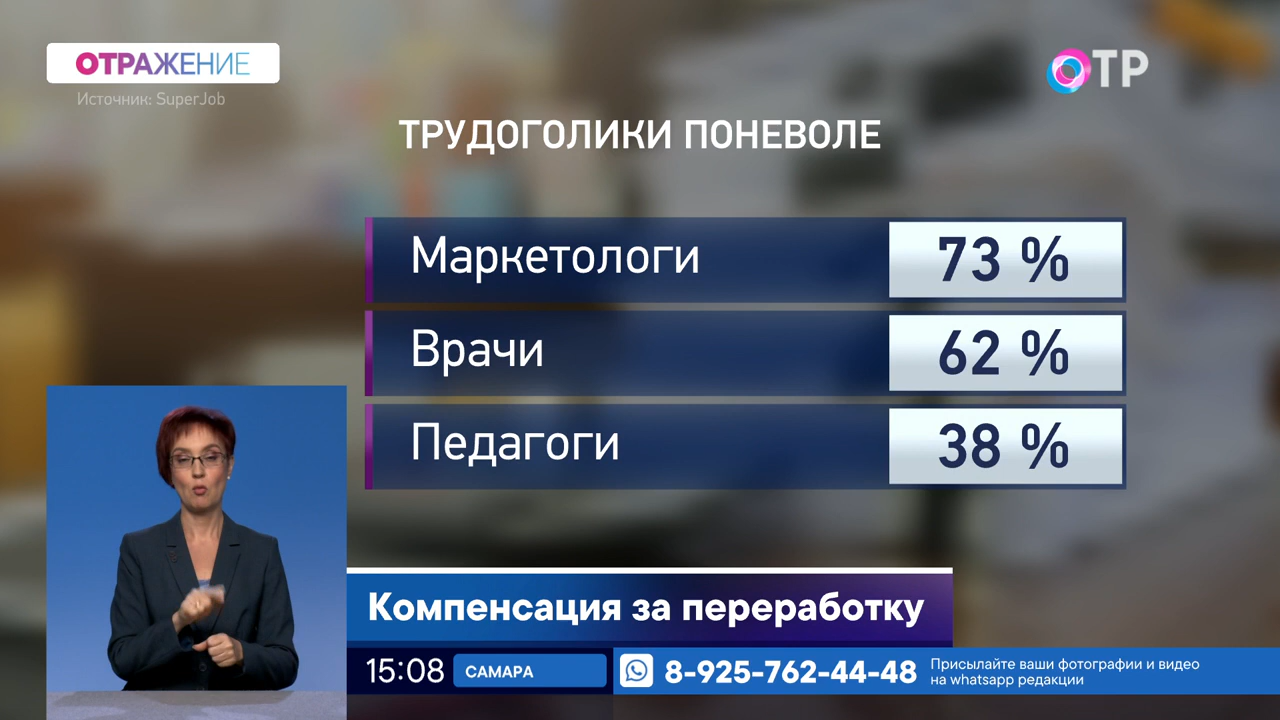 ОТРАЖЕНИЕ
Источник: SuperJob
ОТР
ТРУДОГОЛИКИ ПОНЕВОЛЕ
Маркетологи 73 %
Врачи 62 %
Педагоги 38 %
Компенсация за переработку
15:08 САМАРА 8-925-762-44-48
Присылайте ваши фотографии и видео
на whatsapp редакции